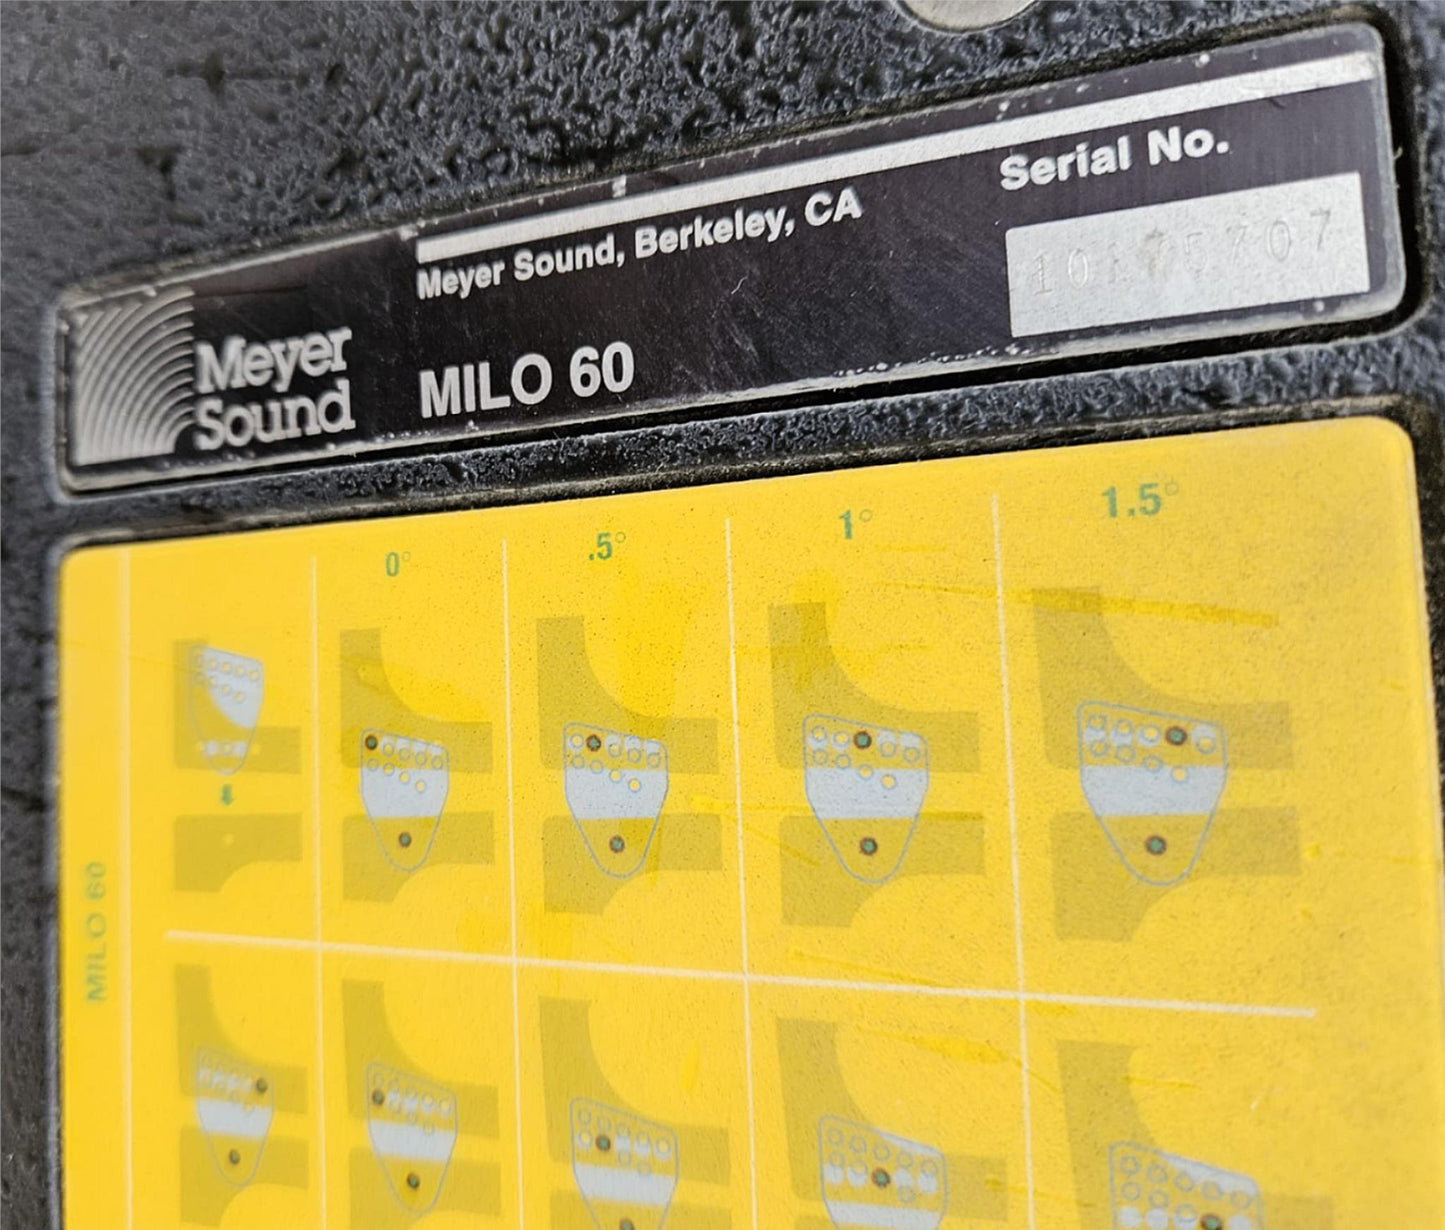 Meyer Sound, Berkeley, CA
Serial No.
Meyer
Sound
MILO 60
0°
.5°
1°
1.5°
MILO 60